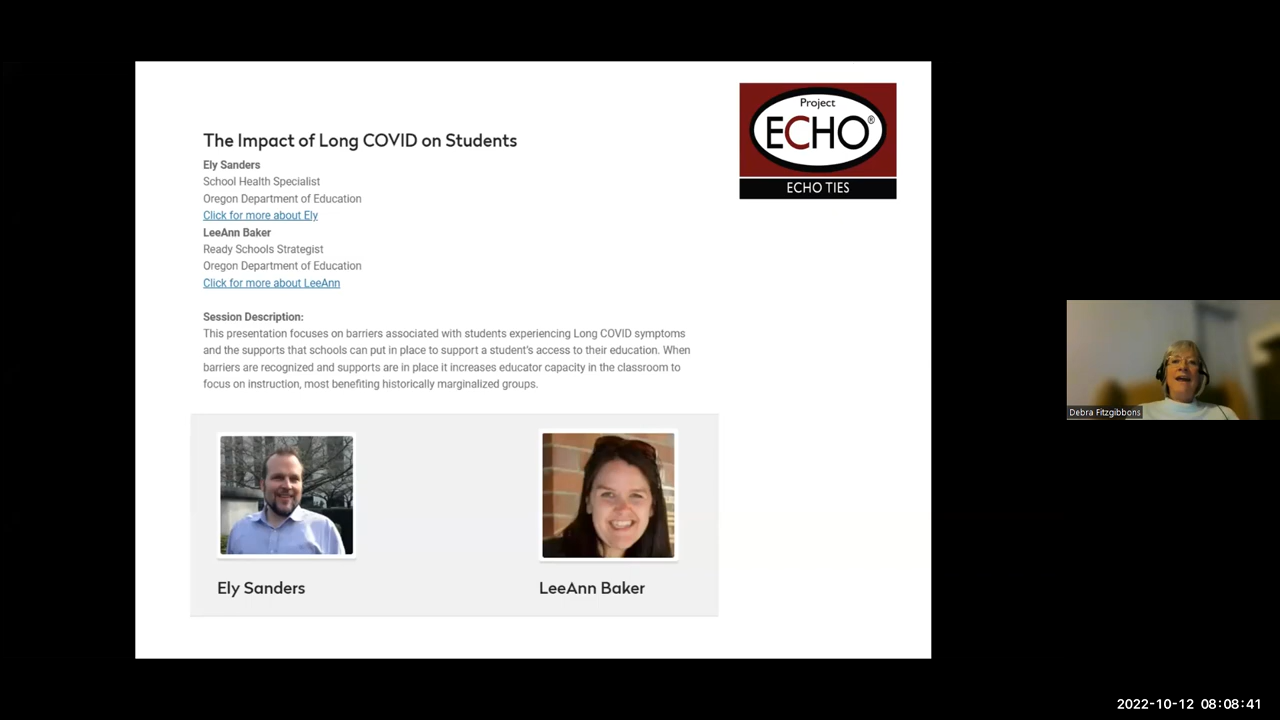 The Impact of Long COVID on Students
Ely Sanders
School Health Specialist
Oregon Department of Education
Click for more about Ely
LeeAnn Baker
Ready Schools Strategist
Oregon Department of Education
Click for more about LeeAnn
Session Description:
This presentation focuses on barriers associated with students experiencing Long COVID symptoms
and the supports that schools can put in place to support a student's access to their education. When
barriers are recognized and supports are in place it increases educator capacity in the classroom to
focus on instruction, most benefiting historically marginalized groups.
Ely Sanders
LeeAnn Baker
Project
ECHO®
ECHO TIES
Debra Fitzgibbons
2022-10-12 08:08:41